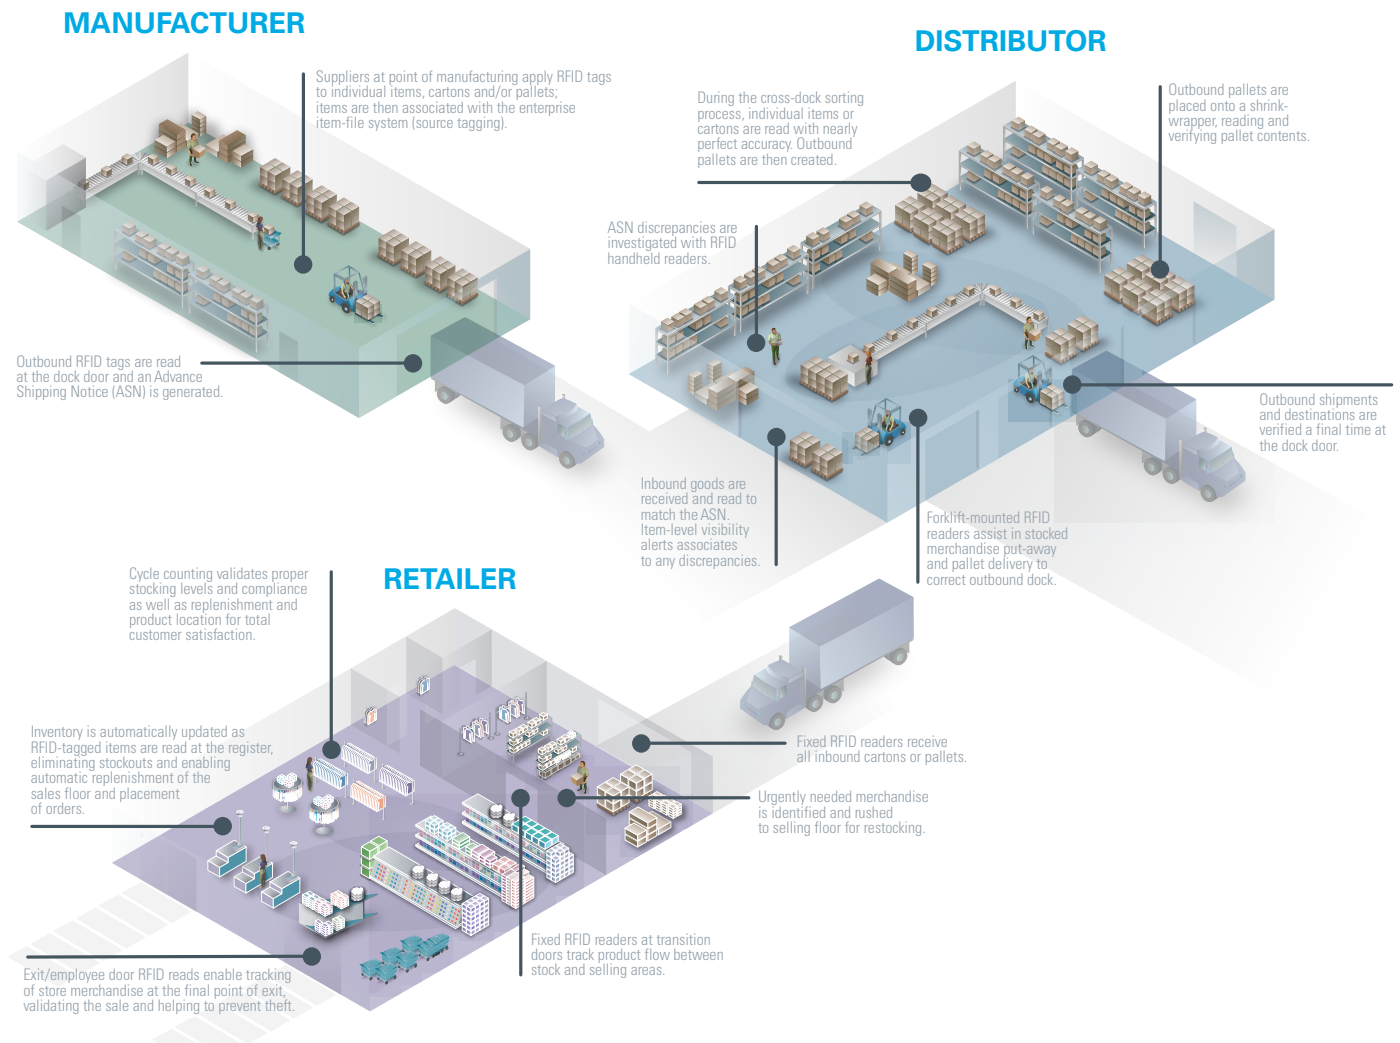 MANUFACTURER
Suppliers at point of manufacturing apply RFID tags
to individual items, cartons and/or pallets;
items are then associated with the enterprise
item-file system (source tagging).
Outbound RFID tags are read
at the dock door and an Advance
Shipping Notice (ASN) is generated.
DISTRIBUTOR
During the cross-dock sorting
process, individual items or
cartons are read with nearly
perfect accuracy. Outbound
pallets are then created.
Outbound pallets are
placed onto a shrink-
wrapper, reading and
verifying pallet contents.
ASN discrepancies are
investigated with RFID
handheld readers.
Outbound shipments
and destinations are
verified a final time at
the dock door.
Inbound goods are
received and read to
match the ASN.
Item-level visibility
alerts associates
to any discrepancies.
Forklift-mounted RFID
readers assist in stocked
merchandise put-away
and pallet delivery to
correct outbound dock.
RETAILER
Cycle counting validates proper
stocking levels and compliance
as well as replenishment and
product location for total
customer satisfaction.
Inventory is automatically updated as
RFID-tagged items are read at the register,
eliminating stockouts and enabling
automatic replenishment of the
sales floor and placement
of orders.
Fixed RFID readers receive
all inbound cartons or pallets.
Urgently needed merchandise
is identified and rushed
to selling floor for restocking.
Fixed RFID readers at transition
doors track product flow between
stock and selling areas.
Exit/employee door RFID reads enable tracking
of store merchandise at the final point of exit,
validating the sale and helping to prevent theft.